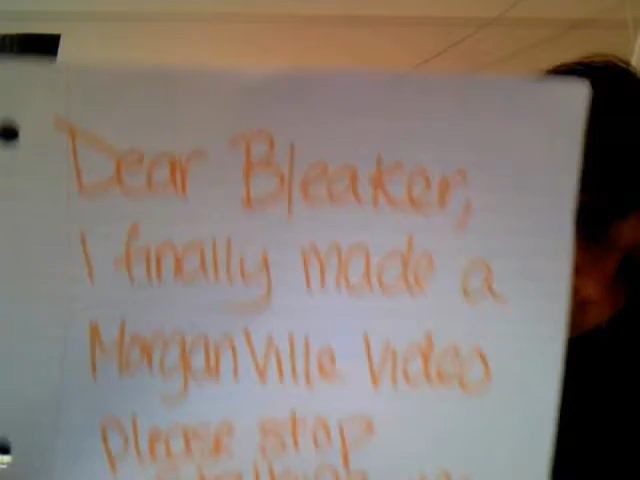 Dear Bleaker,
I finally made a
MorganVille Video
please stop